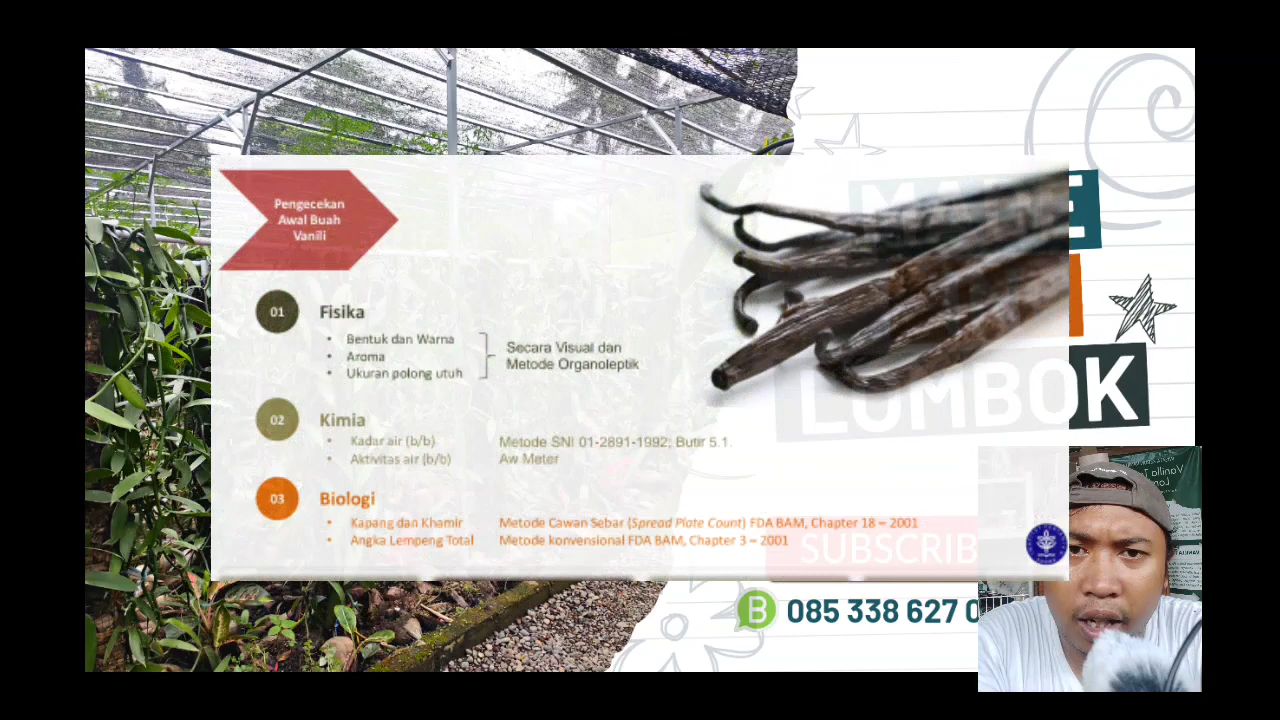 Pengecekan
Awal Buah
Vanili
01
Fisika
• Bentuk dan Warna
• Aroma
• Ukuran polong utuh
Secara Visual dan
Metode Organoleptik
02
Kimia
• Kadar air (b/b)
Metode SNI 01-2891-1992; Butir 5.1.
• Aktivitas air (b/b)
Aw Meter
03
Biologi
• Kapang dan Khamir
Metode Cawan Sebar (Spread Plate Count) FDA BAM, Chapter 18 – 2001
• Angka Lempeng Total
Metode konvensional FDA BAM, Chapter 3 – 2001
LOMBOK
SUBSCRIB
085 338 627 0